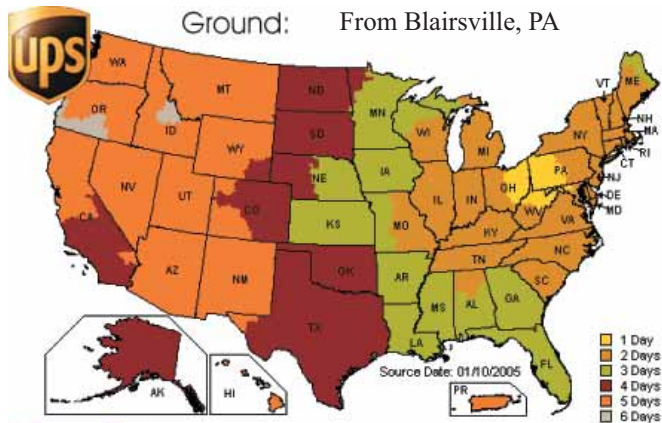 ups
Ground: From Blairsville, PA
WA
MT
ND
MN
ME
VT
OR
ID
SD
WI
NY
NH
MA
WY
MI
RI
CT
IA
NE
PA
NJ
OH
NV
UT
IL
IN
DE
WV
MD
CA
CO
VA
KS
MO
KY
NC
TN
AZ
NM
OK
AR
SC
MS
AL
GA
TX
LA
FL
1 Day
2 Days
3 Days
4 Days
5 Days
6 Days
Source Date: 01/10/2005
PR
HI
AK